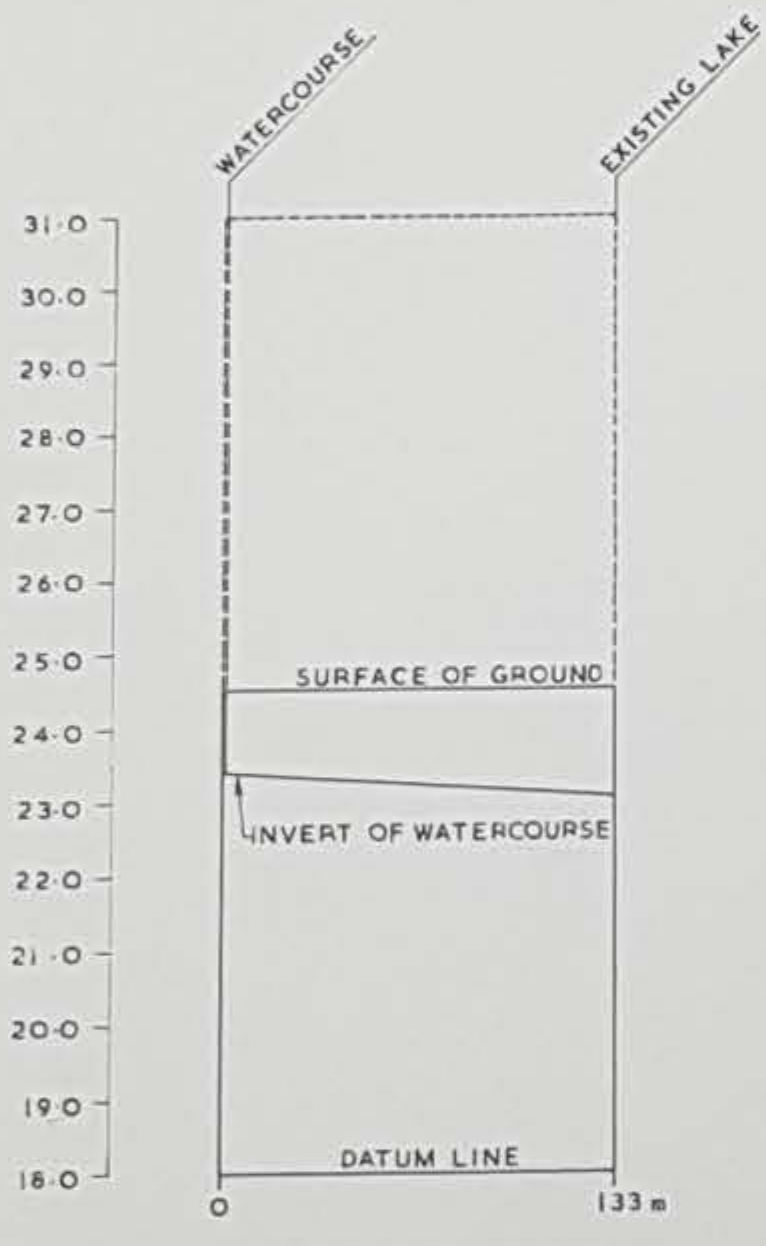 WATERCOURSE
EXISTING LAKE
31·0
30·0
29·0
28·0
27·0
26·0
25·0
SURFACE OF GROUND
24·0
23·0
INVERT OF WATERCOURSE
22·0
21·0
20·0
19·0
DATUM LINE
18·0
0
133 m